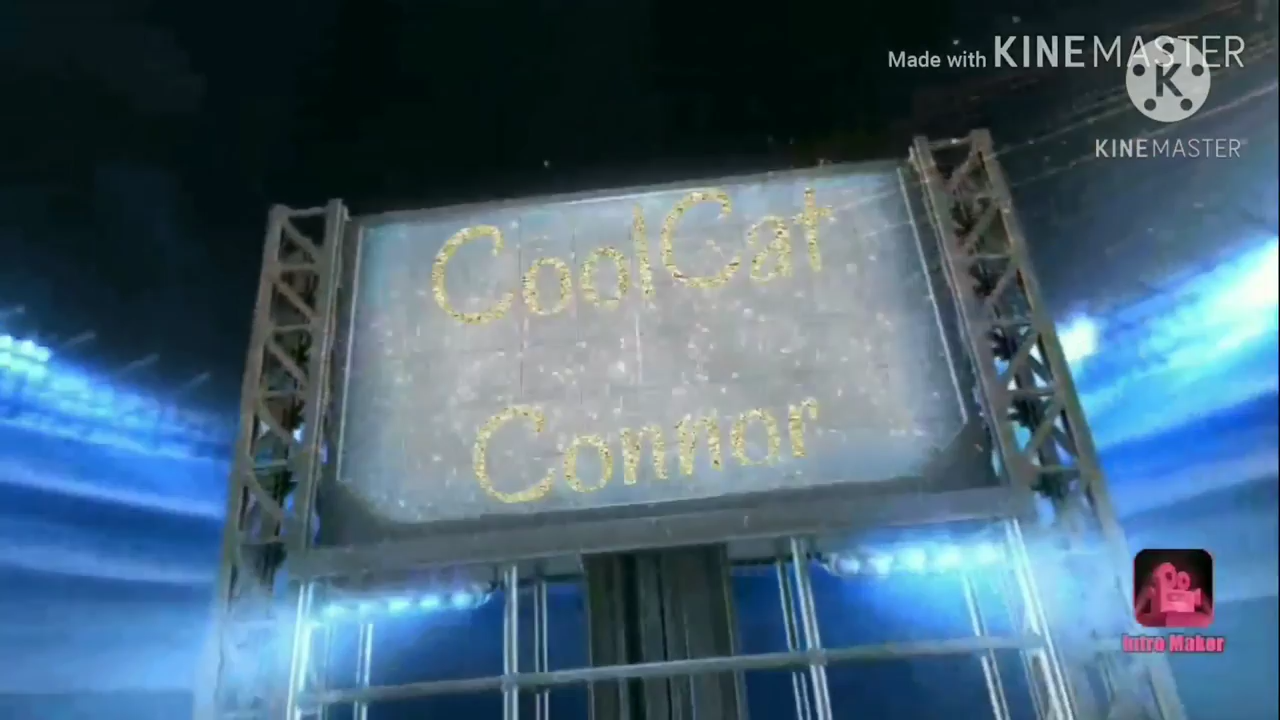 Made with KINEMASTER
K
KINEMASTER
CoolCat
Connor
Intro Maker